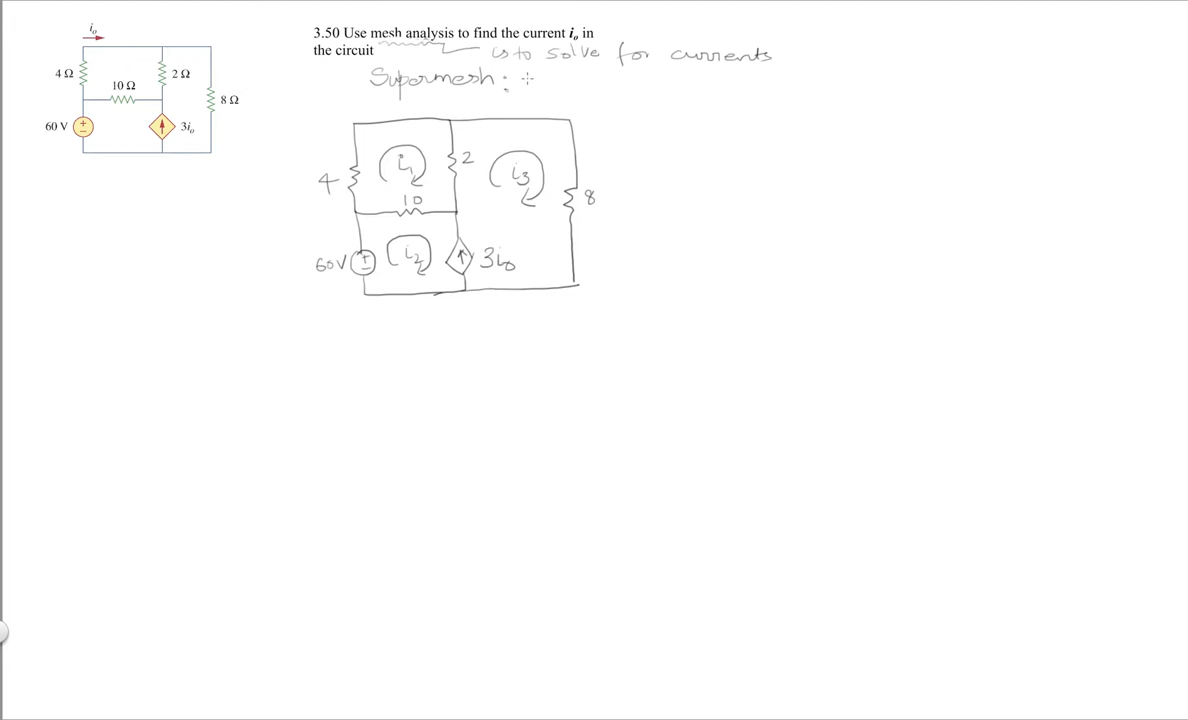 iₒ
4 Ω
2 Ω
10 Ω
8 Ω
60 V
+
−
3iₒ
3.50 Use mesh analysis to find the current iₒ in
the circuit
is to solve for currents
Supermesh :
i₁
2
i₃
4
10
8
60V
+
−
i₂
3i₀